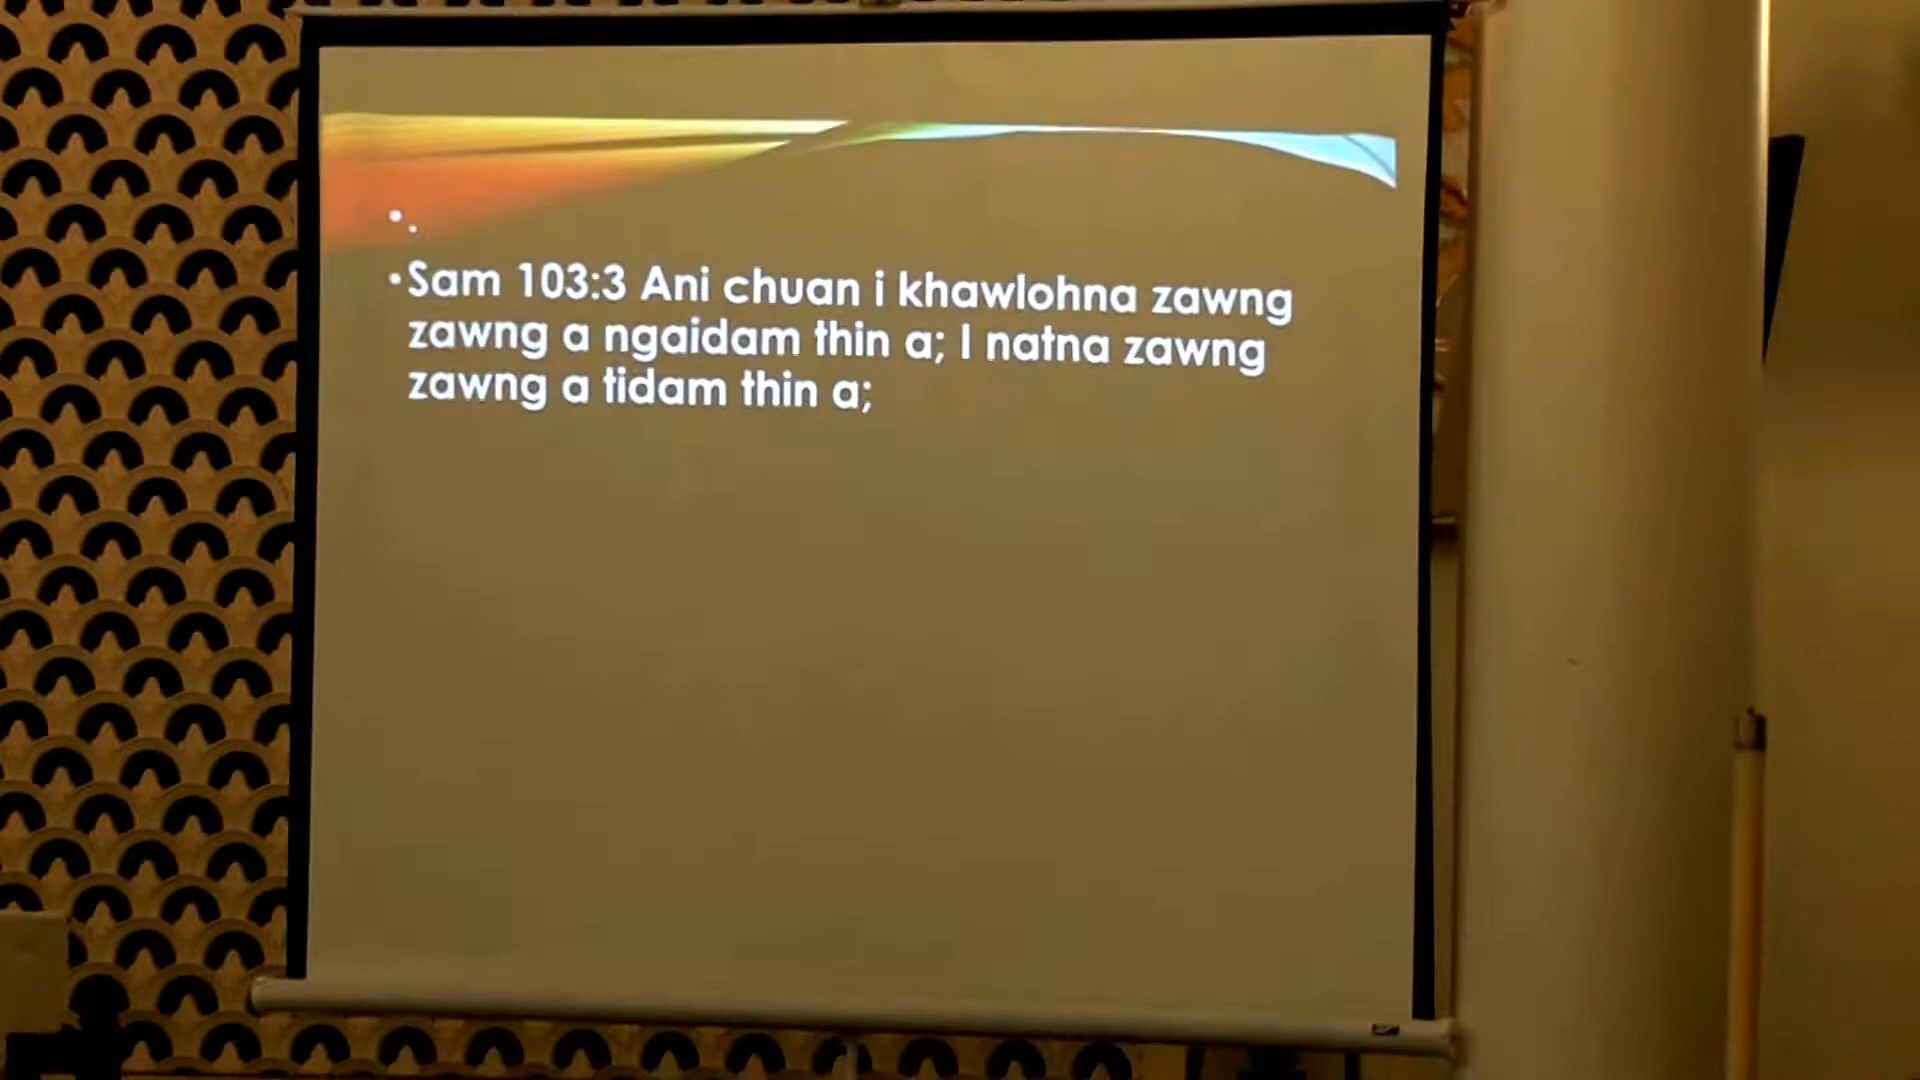 • .
• Sam 103:3 Ani chuan i khawlohna zawng
zawng a ngaidam thin a; I natna zawng
zawng a tidam thin a;